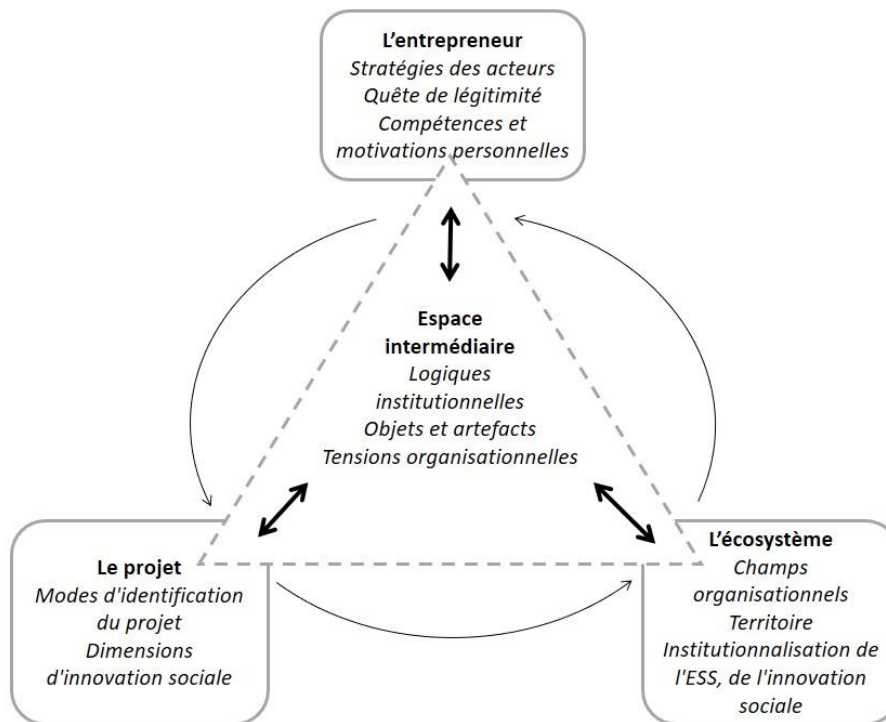 L’entrepreneur
Stratégies des acteurs
Quête de légitimité
Compétences et
motivations personnelles
Espace
intermédiaire
Logiques
institutionnelles
Objets et artefacts
Tensions organisationnelles
Le projet
Modes d'identification
du projet
Dimensions
d'innovation sociale
L’écosystème
Champs
organisationnels
Territoire
Institutionnalisation de
l'ESS, de l'innovation
sociale